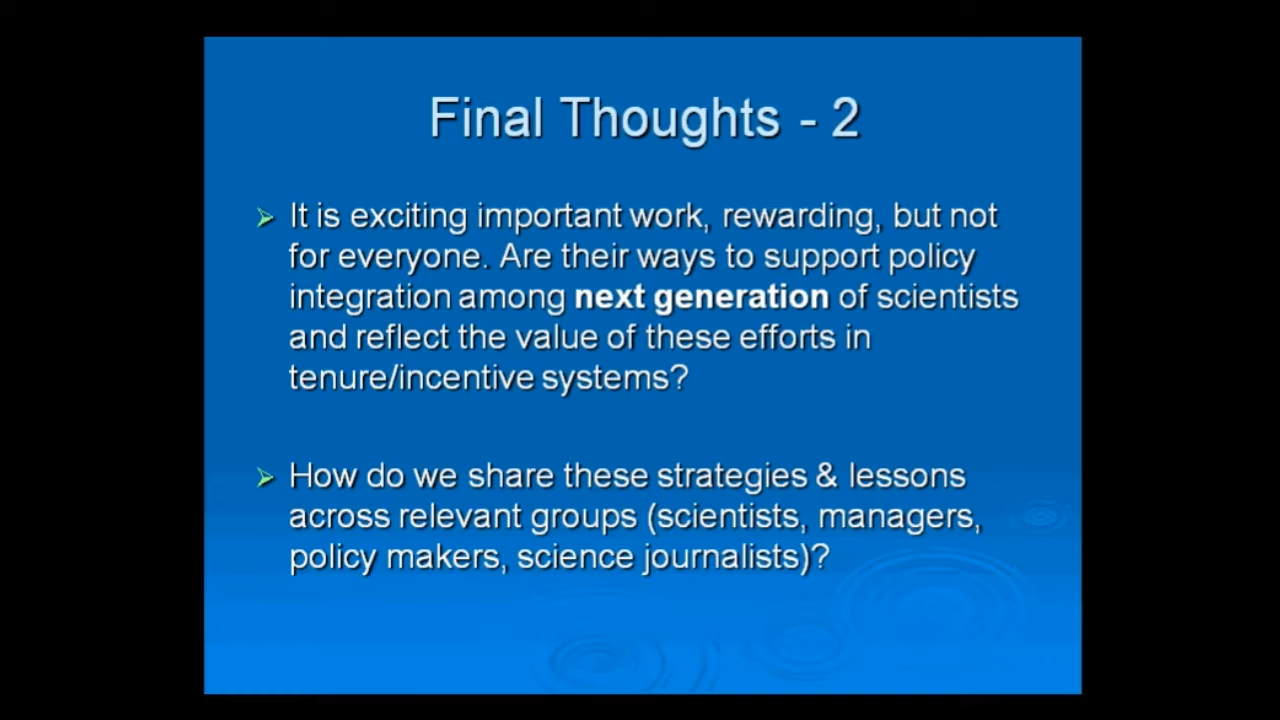 Final Thoughts - 2
It is exciting important work, rewarding, but not
for everyone. Are their ways to support policy
integration among next generation of scientists
and reflect the value of these efforts in
tenure/incentive systems?
How do we share these strategies & lessons
across relevant groups (scientists, managers,
policy makers, science journalists)?